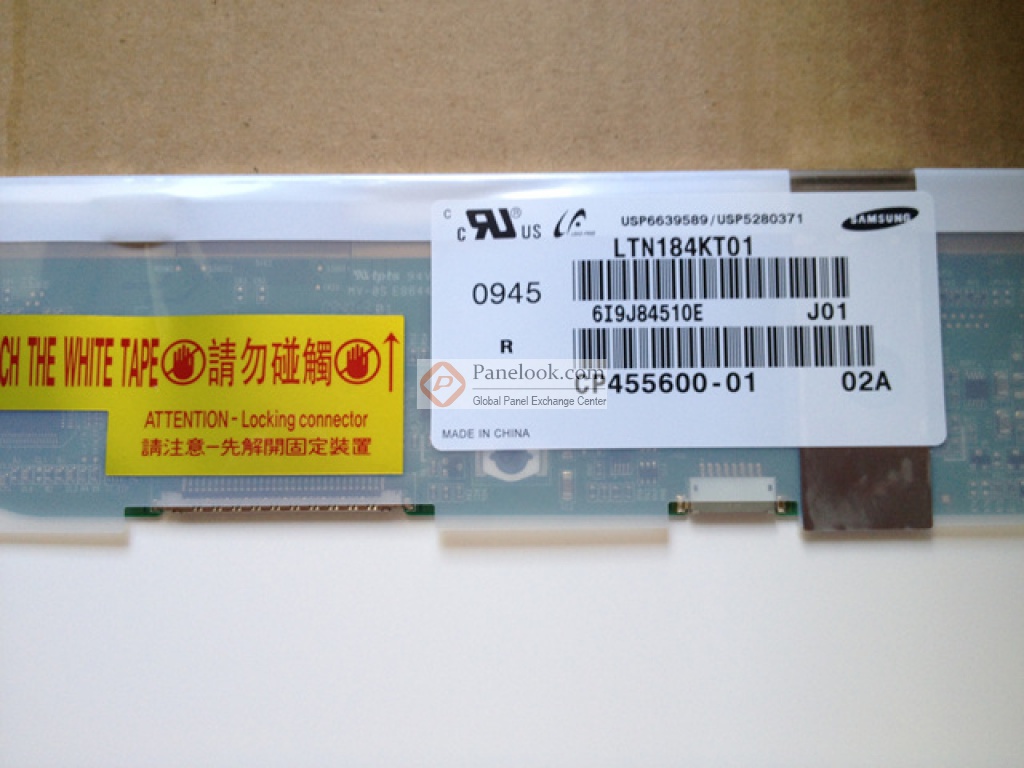 C
C US ®
USP6639589/USP5280371
SAMSUNG
LTN184KT01
0945
6I9J84510E J01
R
CP455600-01 02A
MADE IN CHINA
Panelook.com
Global Panel Exchange Center
CH THE WHITE TAPE 請勿碰觸
ATTENTION - Locking connector
請注意-先解開固定裝置